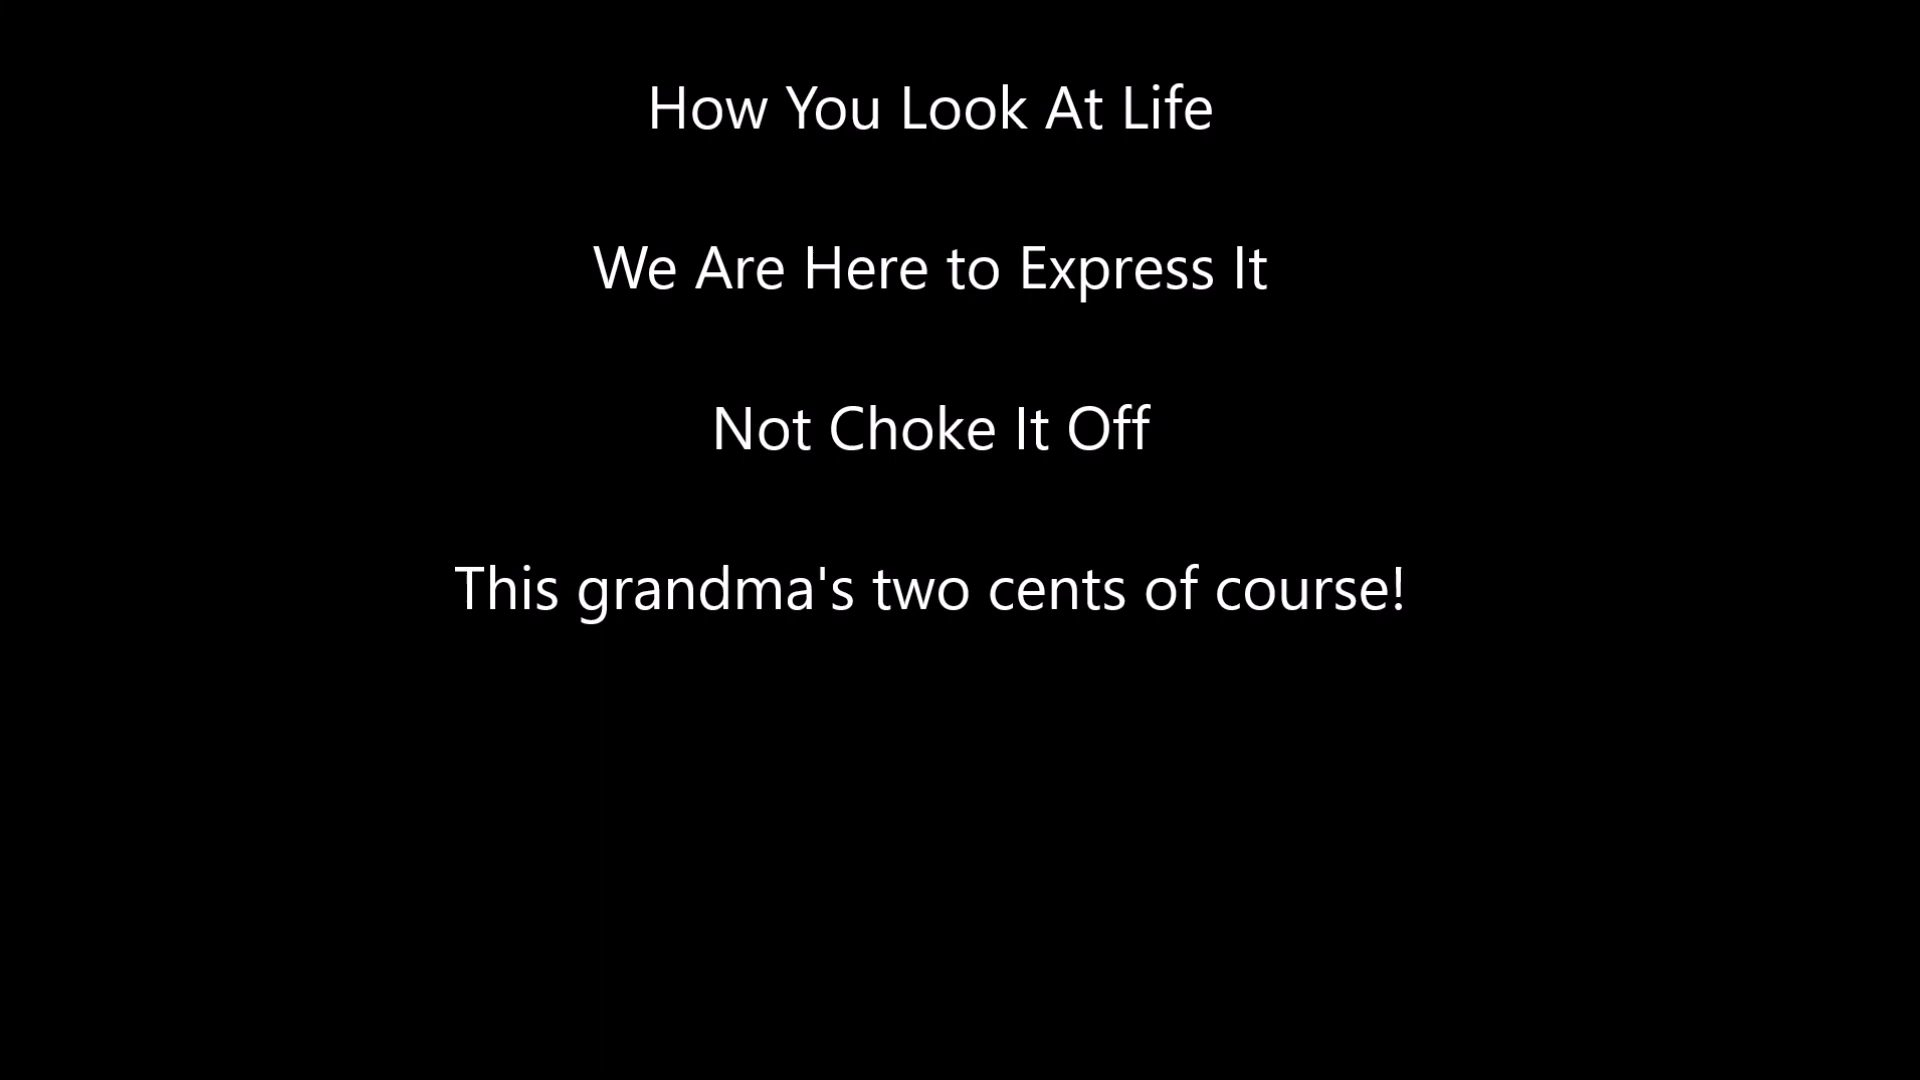 How You Look At Life
We Are Here to Express It
Not Choke It Off
This grandma's two cents of course!